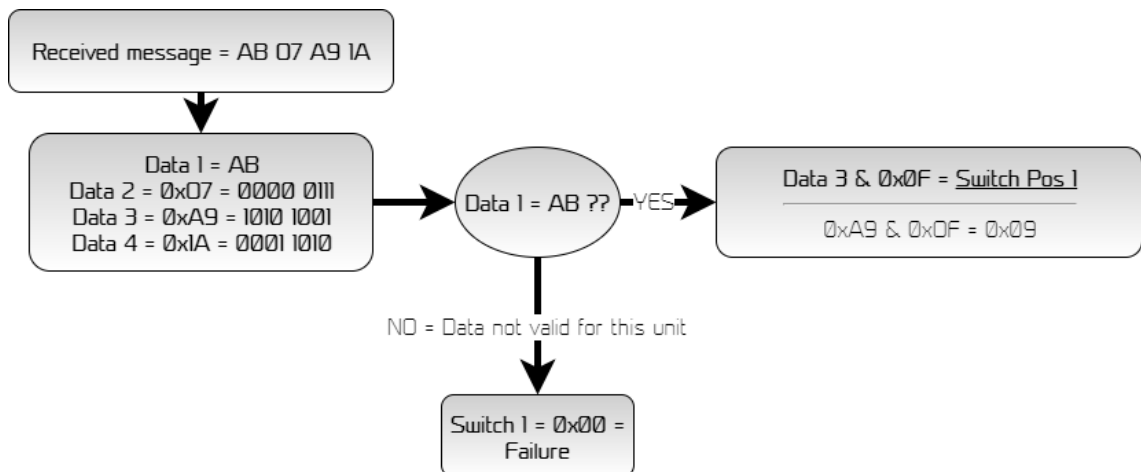 Received message = AB 07 A9 1A
Data 1 = AB
Data 2 = 0x07 = 0000 0111
Data 3 = 0xA9 = 1010 1001
Data 4 = 0x1A = 0001 1010
Data 1 = AB ??
YES
Data 3 & 0x0F = Switch Pos 1
0xA9 & 0x0F = 0x09
NO = Data not valid for this unit
Switch 1 = 0x00 =
Failure